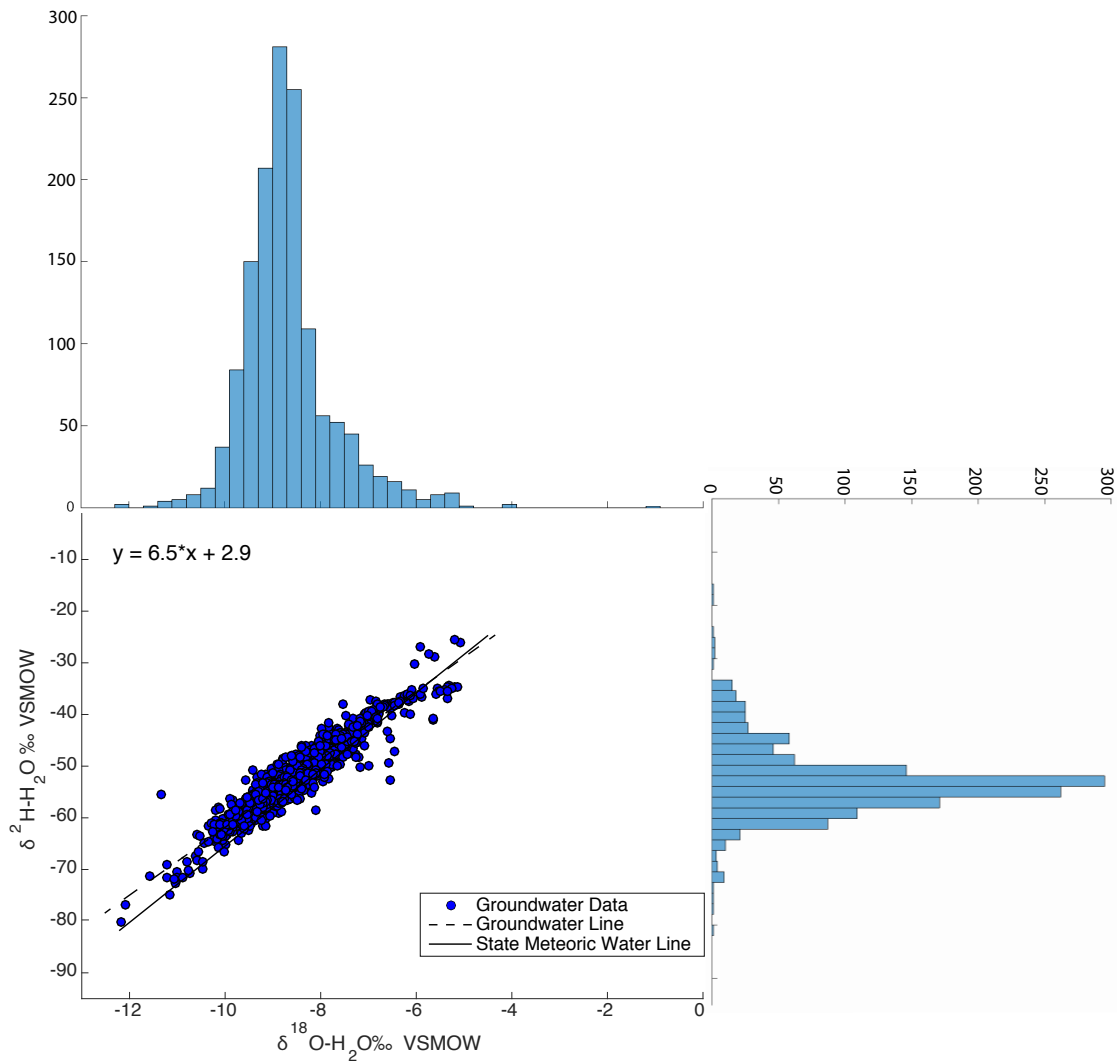 300
250
200
150
100
50
0
0 50 100 150 200 250 300
y = 6.5*x + 2.9
-10
-20
-30
-40
-50
-60
-70
-80
-90
δ ²H-H₂O ‰ VSMOW
Groundwater Data
Groundwater Line
State Meteoric Water Line
-12 -10 -8 -6 -4 -2 0
δ ¹⁸O-H₂O‰ VSMOW